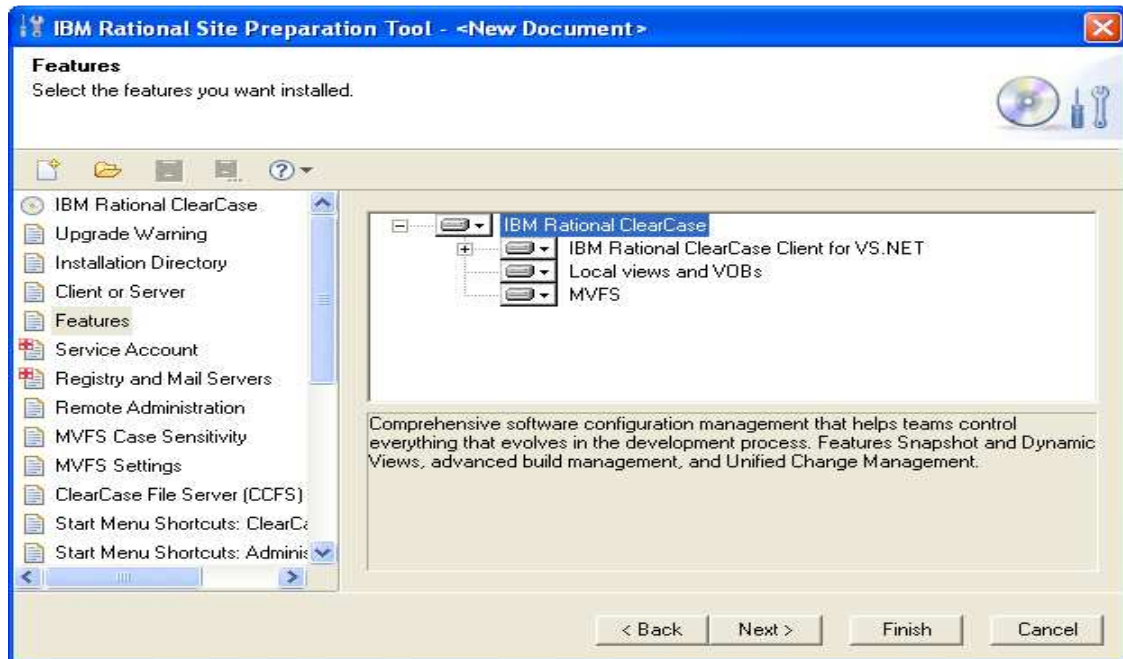 IBM Rational Site Preparation Tool - <New Document>
Features
Select the features you want installed.
IBM Rational ClearCase
Upgrade Warning
Installation Directory
Client or Server
Features
Service Account
Registry and Mail Servers
Remote Administration
MVFS Case Sensitivity
MVFS Settings
ClearCase File Server (CCFS)
Start Menu Shortcuts: ClearCa
Start Menu Shortcuts: Adminis
IBM Rational ClearCase
IBM Rational ClearCase Client for VS.NET
Local views and VOBs
MVFS
Comprehensive software configuration management that helps teams control
everything that evolves in the development process. Features Snapshot and Dynamic
Views, advanced build management, and Unified Change Management.
< Back
Next >
Finish
Cancel